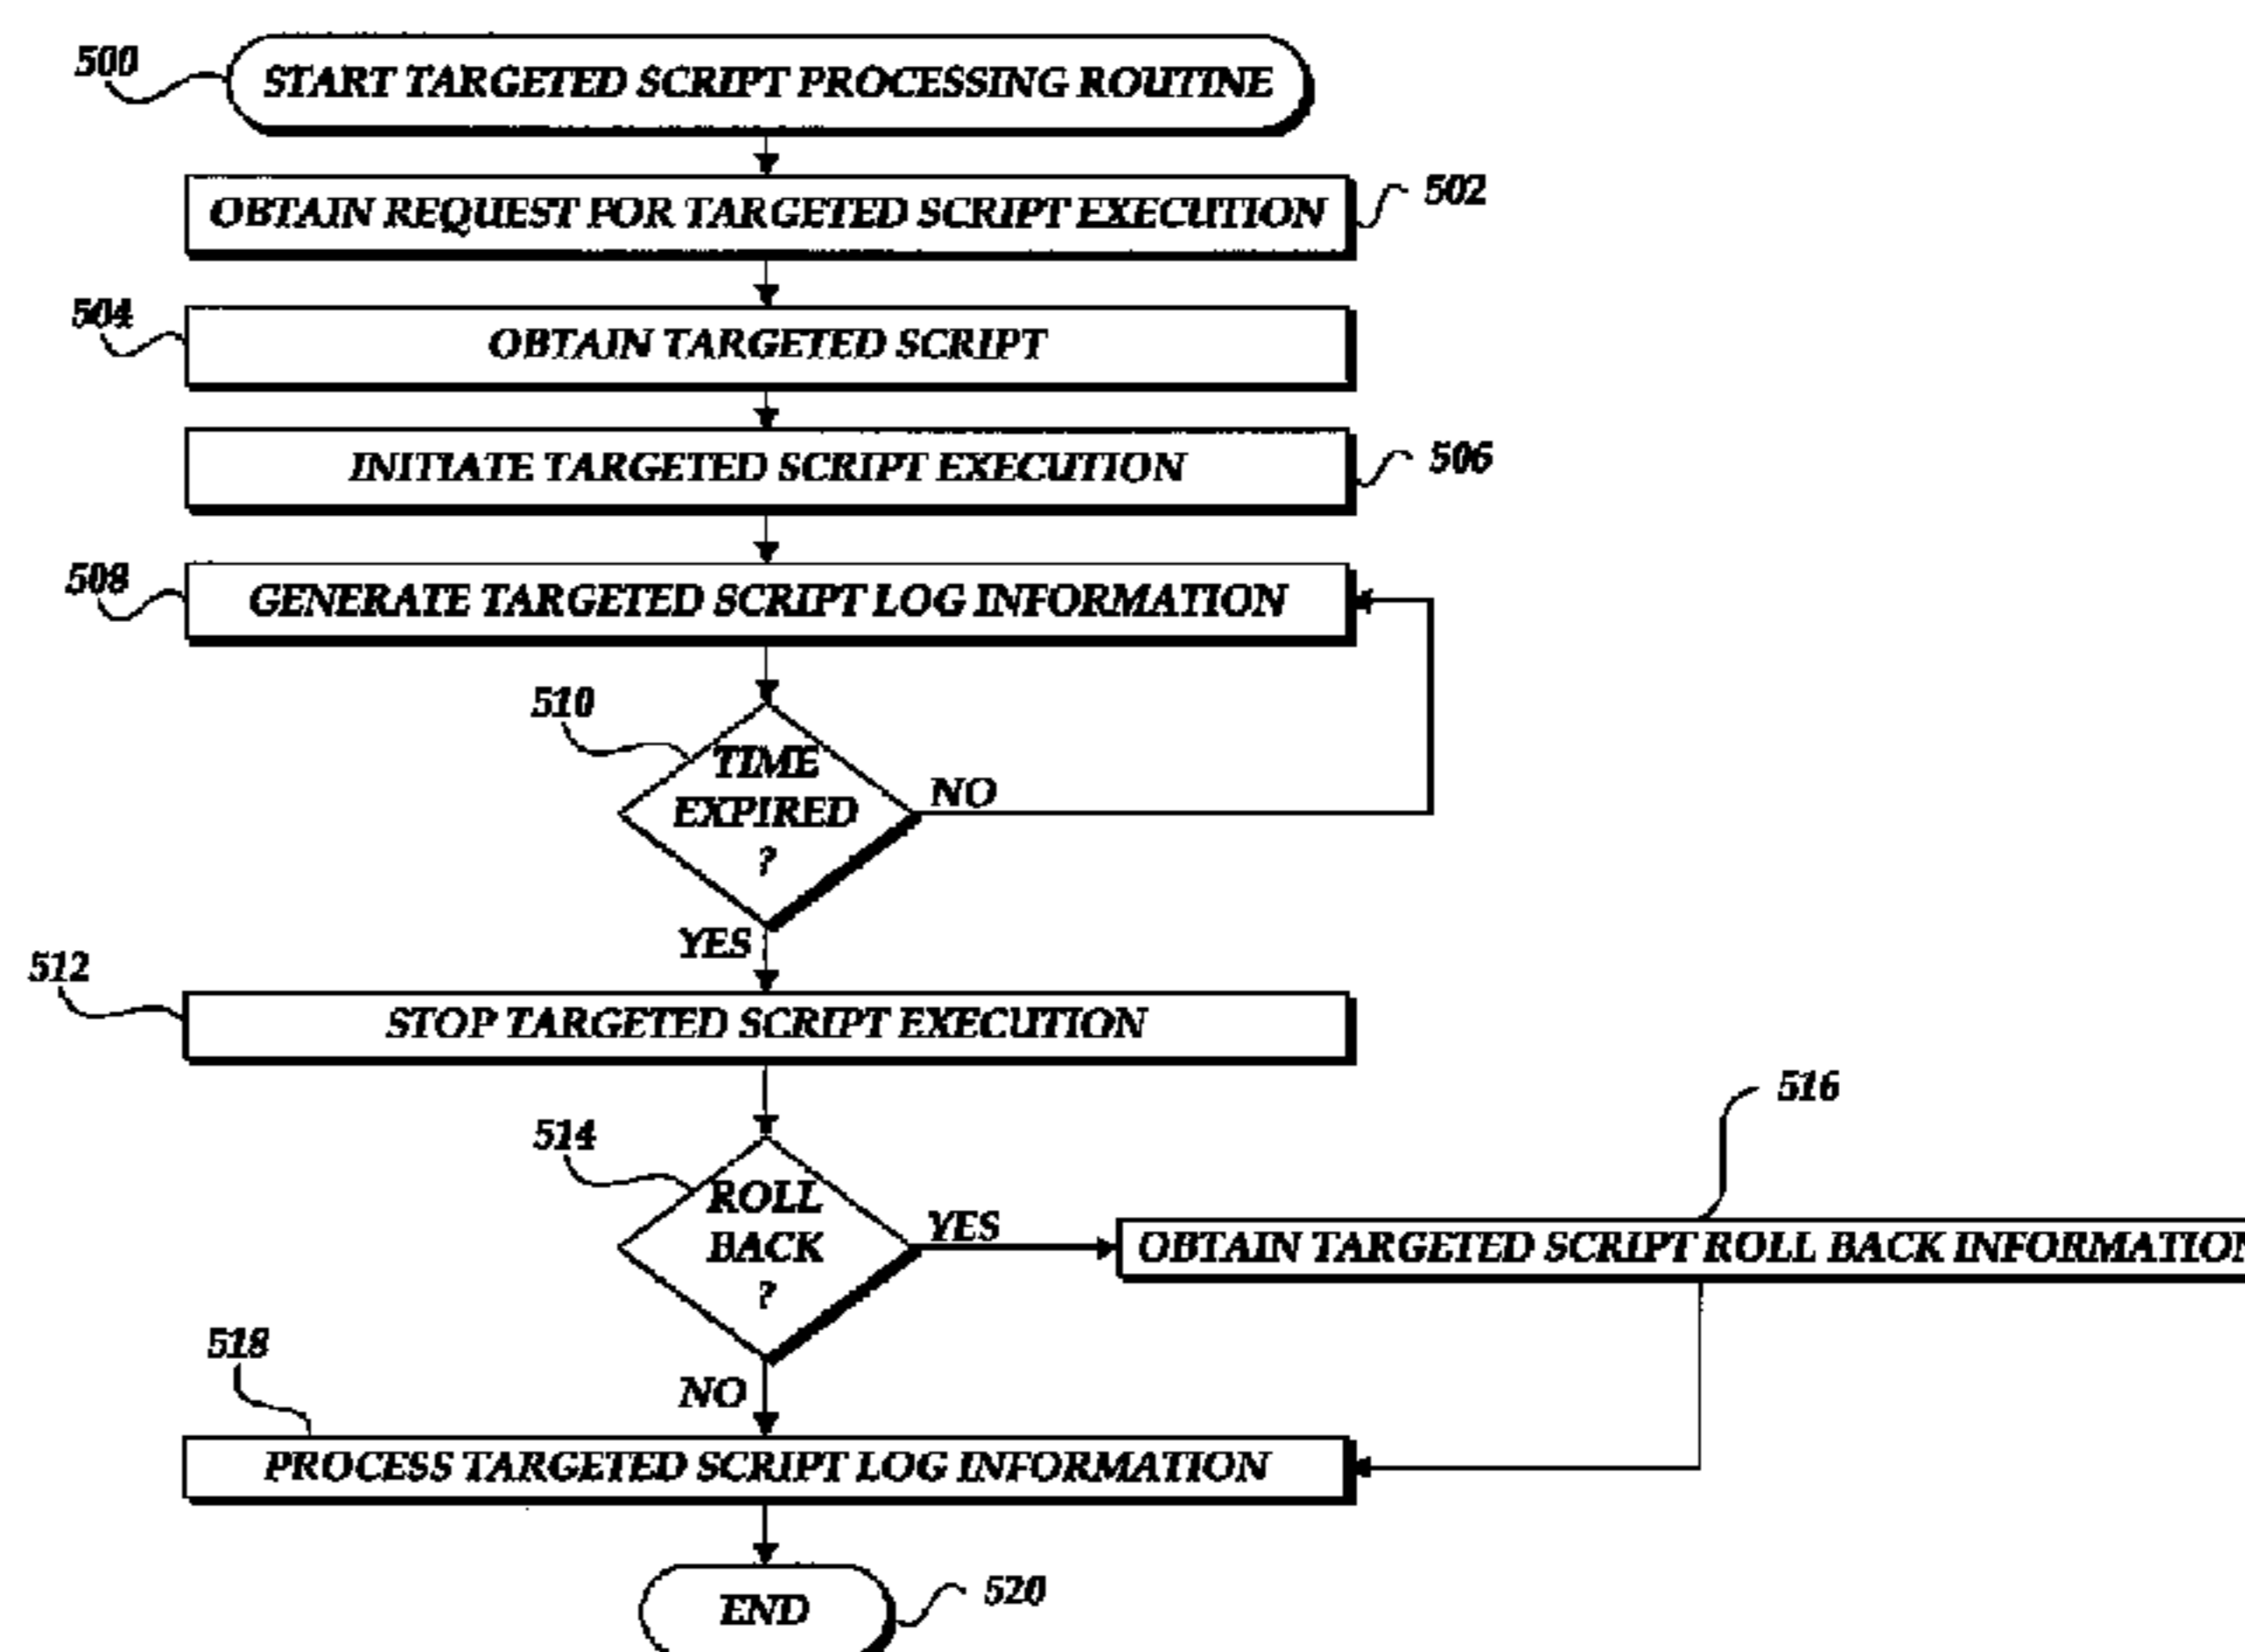 500
START TARGETED SCRIPT PROCESSING ROUTINE
OBTAIN REQUEST FOR TARGETED SCRIPT EXECUTION
502
504
OBTAIN TARGETED SCRIPT
INITIATE TARGETED SCRIPT EXECUTION
506
508
GENERATE TARGETED SCRIPT LOG INFORMATION
510
TIME
EXPIRED
?
NO
YES
512
STOP TARGETED SCRIPT EXECUTION
514
ROLL
BACK
?
YES
516
OBTAIN TARGETED SCRIPT ROLL BACK INFORMATION
NO
518
PROCESS TARGETED SCRIPT LOG INFORMATION
END
520